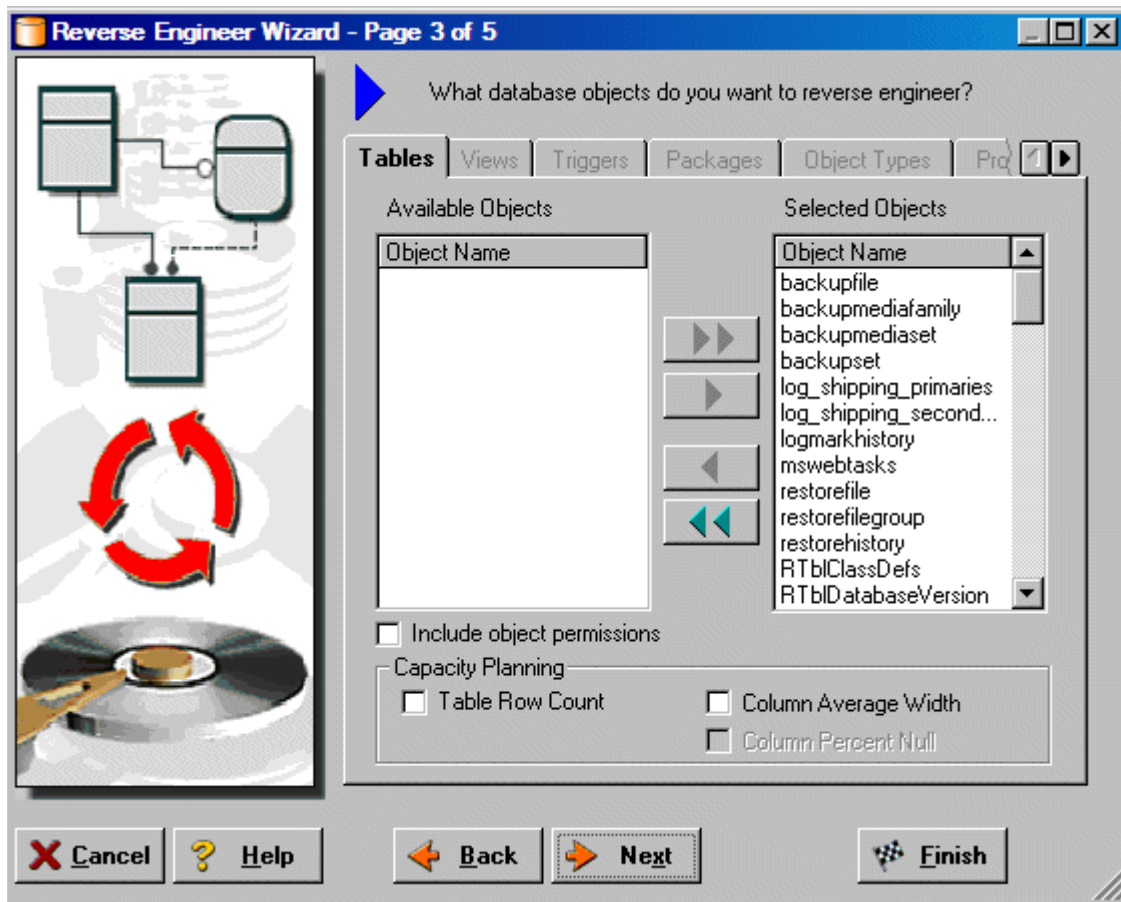 Reverse Engineer Wizard - Page 3 of 5
What database objects do you want to reverse engineer?
Tables Views Triggers Packages Object Types Pro
Available Objects Selected Objects
Object Name Object Name
backupfile
backupmediafamily
backupmediaset
backupset
log_shipping_primaries
log_shipping_second...
logmarkhistory
mswebtasks
restorefile
restorefilegroup
restorehistory
RTblClassDefs
RTblDatabaseVersion
Include object permissions
Capacity Planning
Table Row Count Column Average Width
Column Percent Null
Cancel Help Back Next Finish